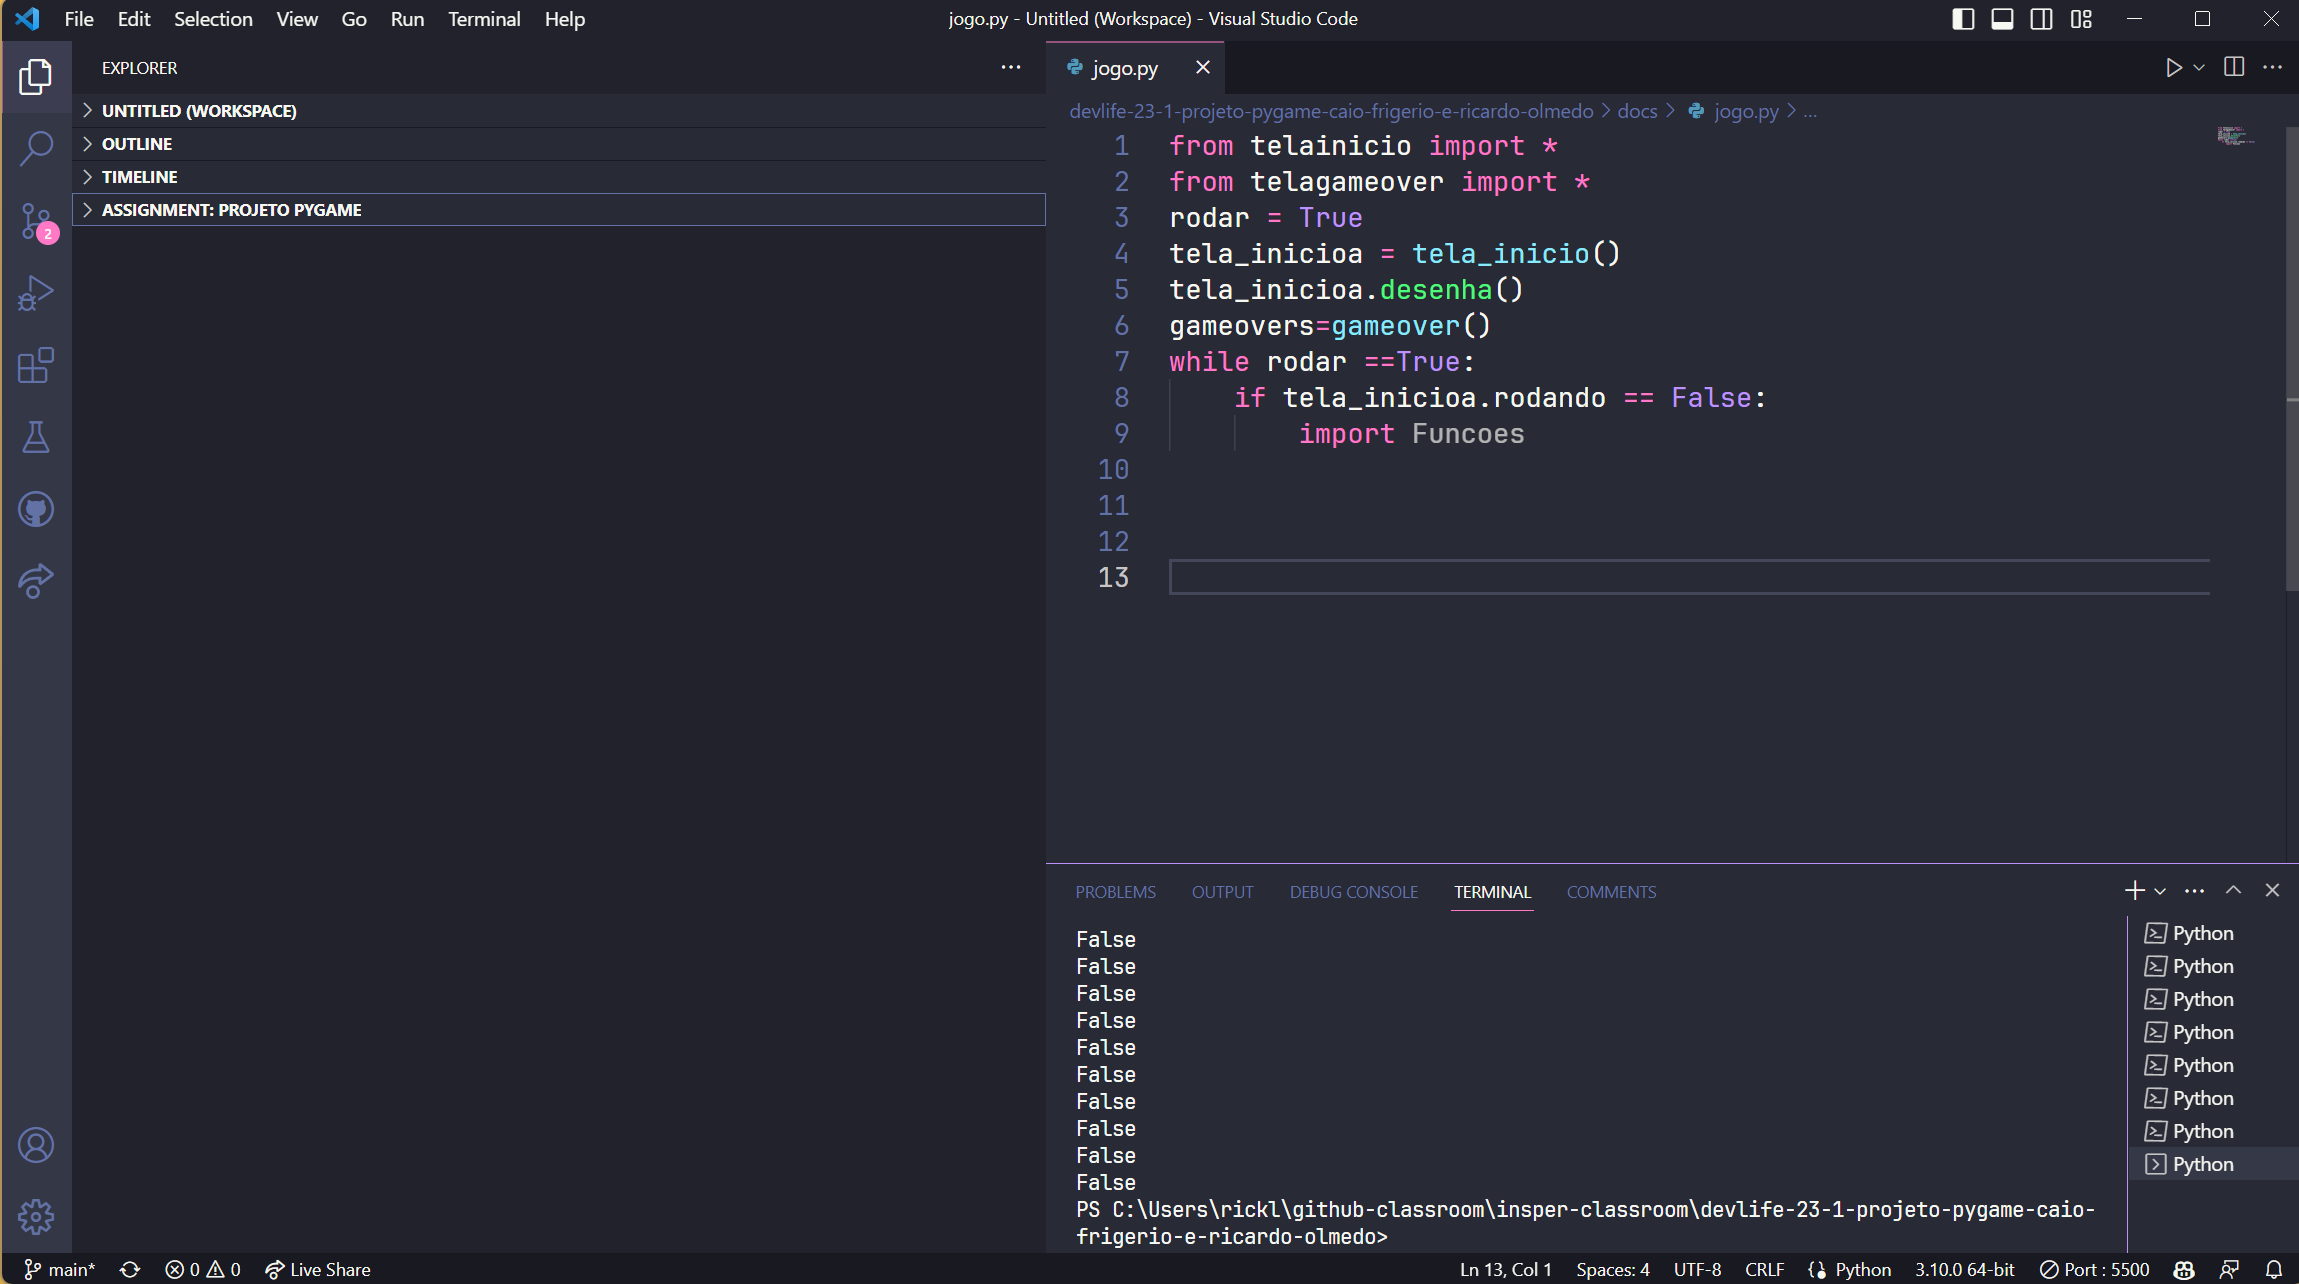 File Edit Selection View Go Run Terminal Help
jogo.py - Untitled (Workspace) - Visual Studio Code
EXPLORER
UNTITLED (WORKSPACE)
OUTLINE
TIMELINE
ASSIGNMENT: PROJETO PYGAME
2
jogo.py
devlife-23-1-projeto-pygame-caio-frigerio-e-ricardo-olmedo > docs > jogo.py > ...
1 from telainicio import *
2 from telagameover import *
3 rodar = True
4 tela_inicioa = tela_inicio()
5 tela_inicioa.desenha()
6 gameovers=gameover()
7 while rodar ==True:
8     if tela_inicioa.rodando == False:
9         import Funcoes
10
11
12
13
PROBLEMS OUTPUT DEBUG CONSOLE TERMINAL COMMENTS
False
False
False
False
False
False
False
False
False
False
PS C:\Users\rickl\github-classroom\insper-classroom\devlife-23-1-projeto-pygame-caio-
frigerio-e-ricardo-olmedo>
Python
Python
Python
Python
Python
Python
Python
Python
main* 0 0 Live Share
Ln 13, Col 1 Spaces: 4 UTF-8 CRLF Python 3.10.0 64-bit Port : 5500